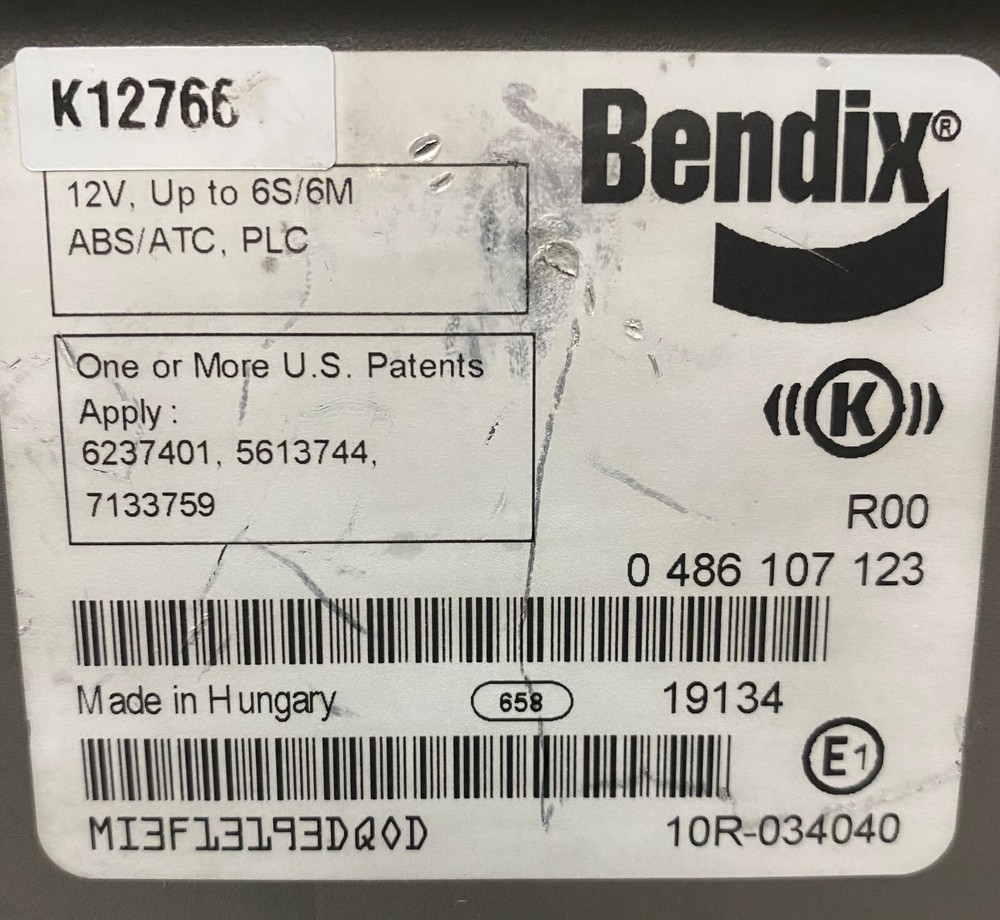 K12766
Bendix®
12V, Up to 6S/6M
ABS/ATC, PLC
One or More U.S. Patents
Apply :
6237401, 5613744,
7133759
K
R00
0 486 107 123
Made in Hungary
658
19134
E1
MI3F13193DQ0D
10R-034040